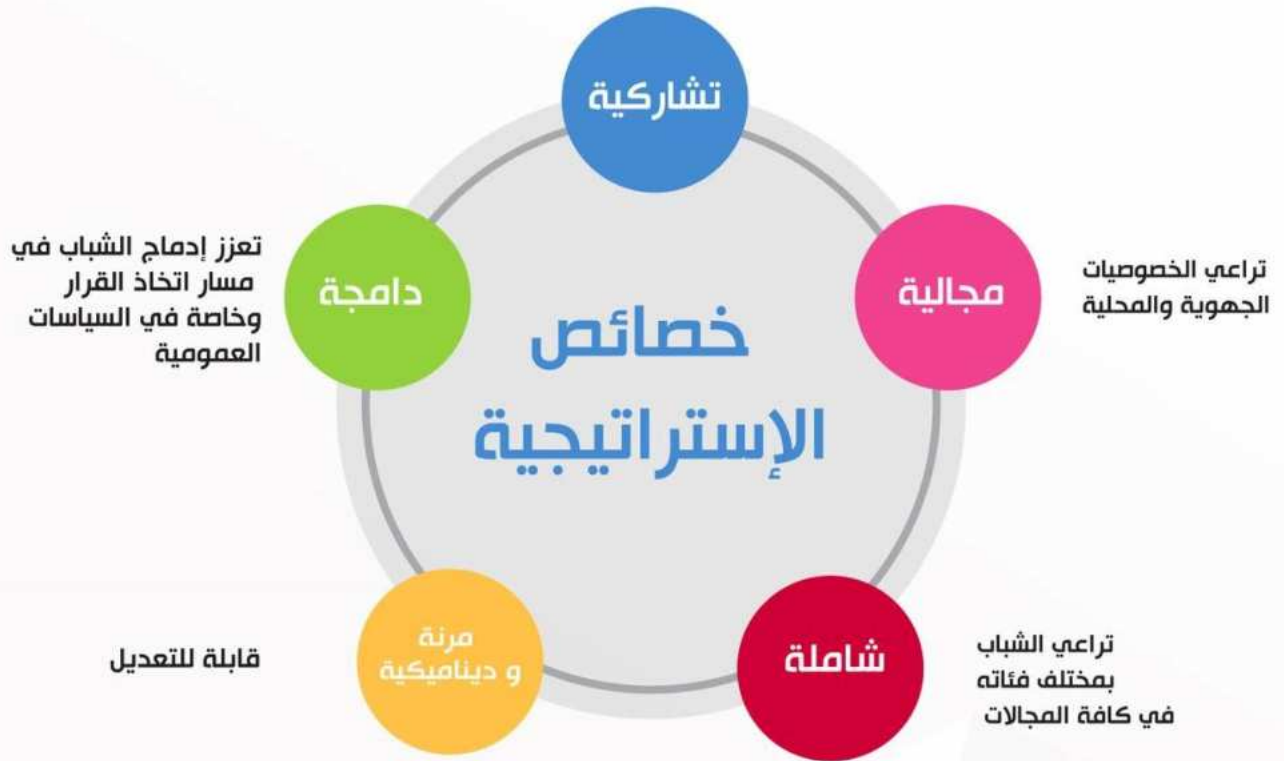 تشاركية
مجالية
تراعي الخصوصيات
الجهوية والمحلية
دامجة
تعزز إدماج الشباب في
مسار اتخاذ القرار
وخاصة في السياسات
العمومية
خصائص
الإستراتيجية
شاملة
تراعي الشباب
بمختلف فئاته
في كافة المجالات
مرنة
و ديناميكية
قابلة للتعديل